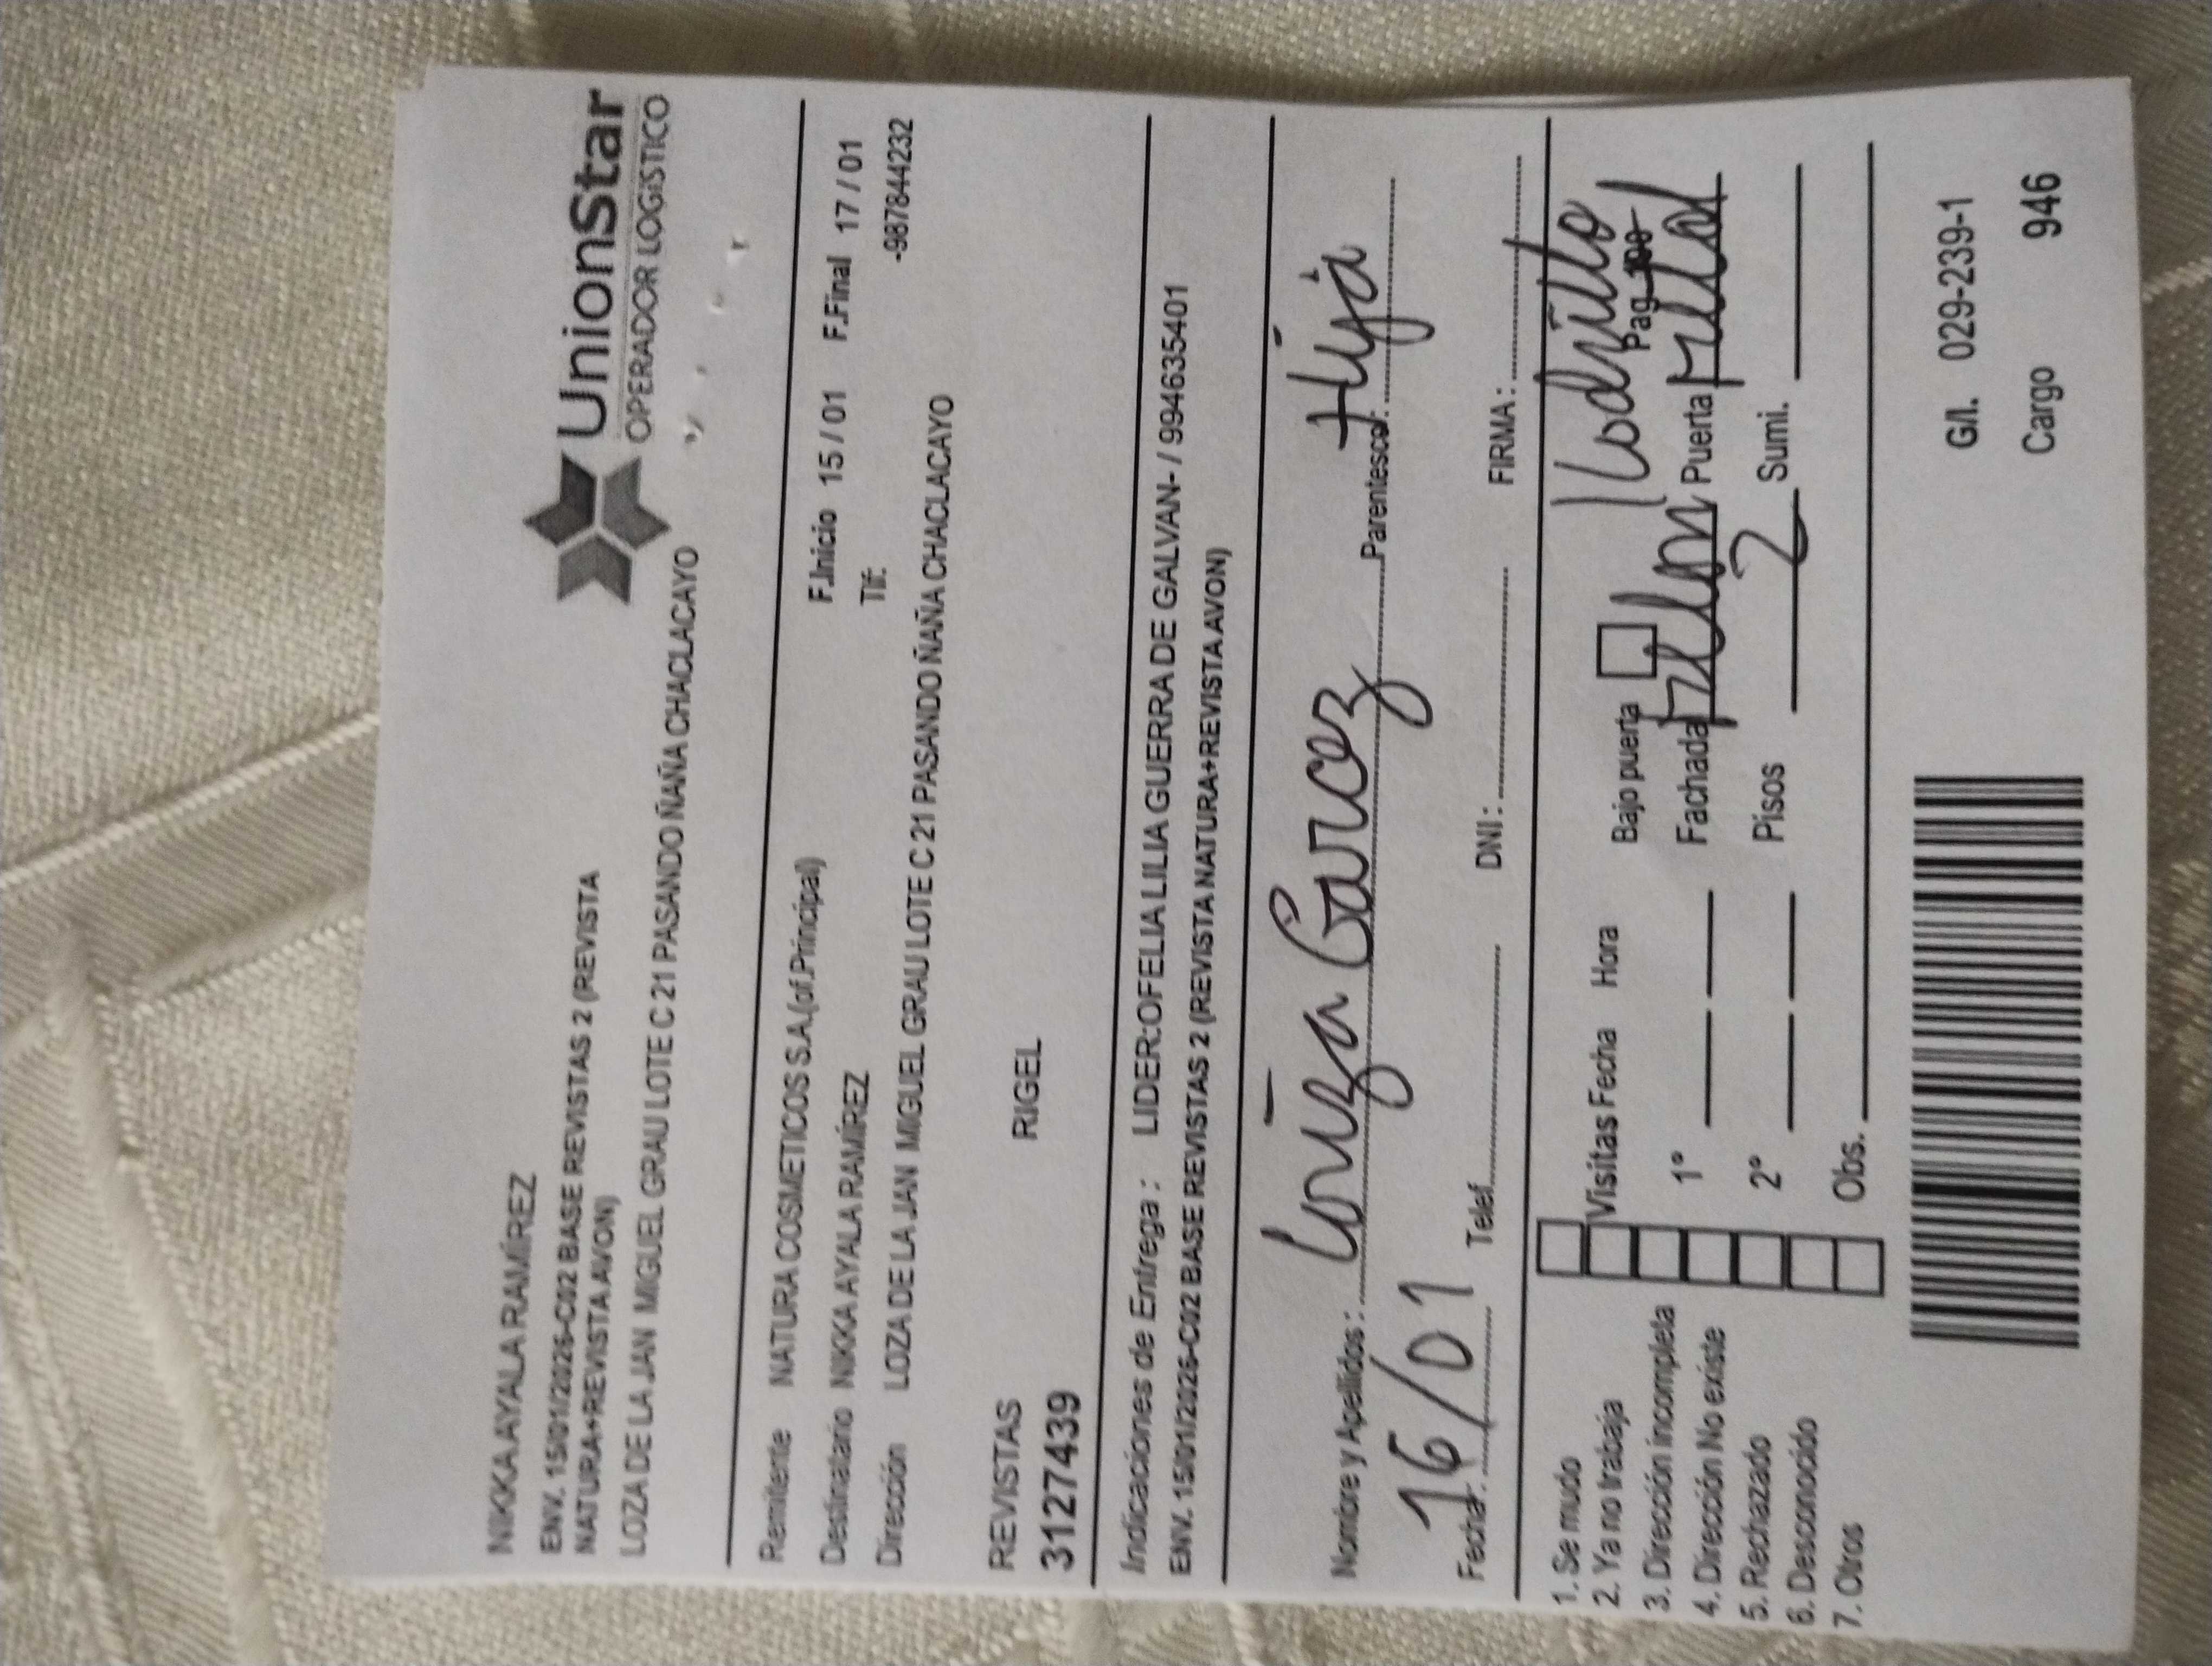 NIKKA AYALA RAMÍREZ
ENV. 15/01/2026-C02 BASE REVISTAS 2 (REVISTA
NATURA+REVISTA AVON)
LOZA DE LA JAN MIGUEL GRAU LOTE C 21 PASANDO ÑAÑA CHACLACAYO
UnionStar
OPERADOR LOGISTICO
Remitente NATURA COSMETICOS S.A.(of.Principal)
F.Inicio 15 / 01 F.Final 17 / 01
Destinatario NIKKA AYALA RAMÍREZ Tlf: -987844232
Dirección LOZA DE LA JAN MIGUEL GRAU LOTE C 21 PASANDO ÑAÑA CHACLACAYO
REVISTAS RIGEL
3127439
Indicaciones de Entrega : LIDER:OFELIA LILIA GUERRA DE GALVAN- / 994635401
ENV. 15/01/2026-C02 BASE REVISTAS 2 (REVISTA NATURA+REVISTA AVON)
Nombre y Apellidos : Luiza Garcez Parentesco: Hija
Fecha: 16/01 Telef. DNI : FIRMA :
1. Se mudo
2. Ya no trabaja
3. Dirección incompleta
4. Dirección No existe
5. Rechazado
6. Desconocido
7. Otros
Visitas Fecha Hora
1º
2º
Obs.
Bajo puerta Pag 100
Fachada Puerta
Pisos 2 Sumi.
G/l. 029-239-1
Cargo 946